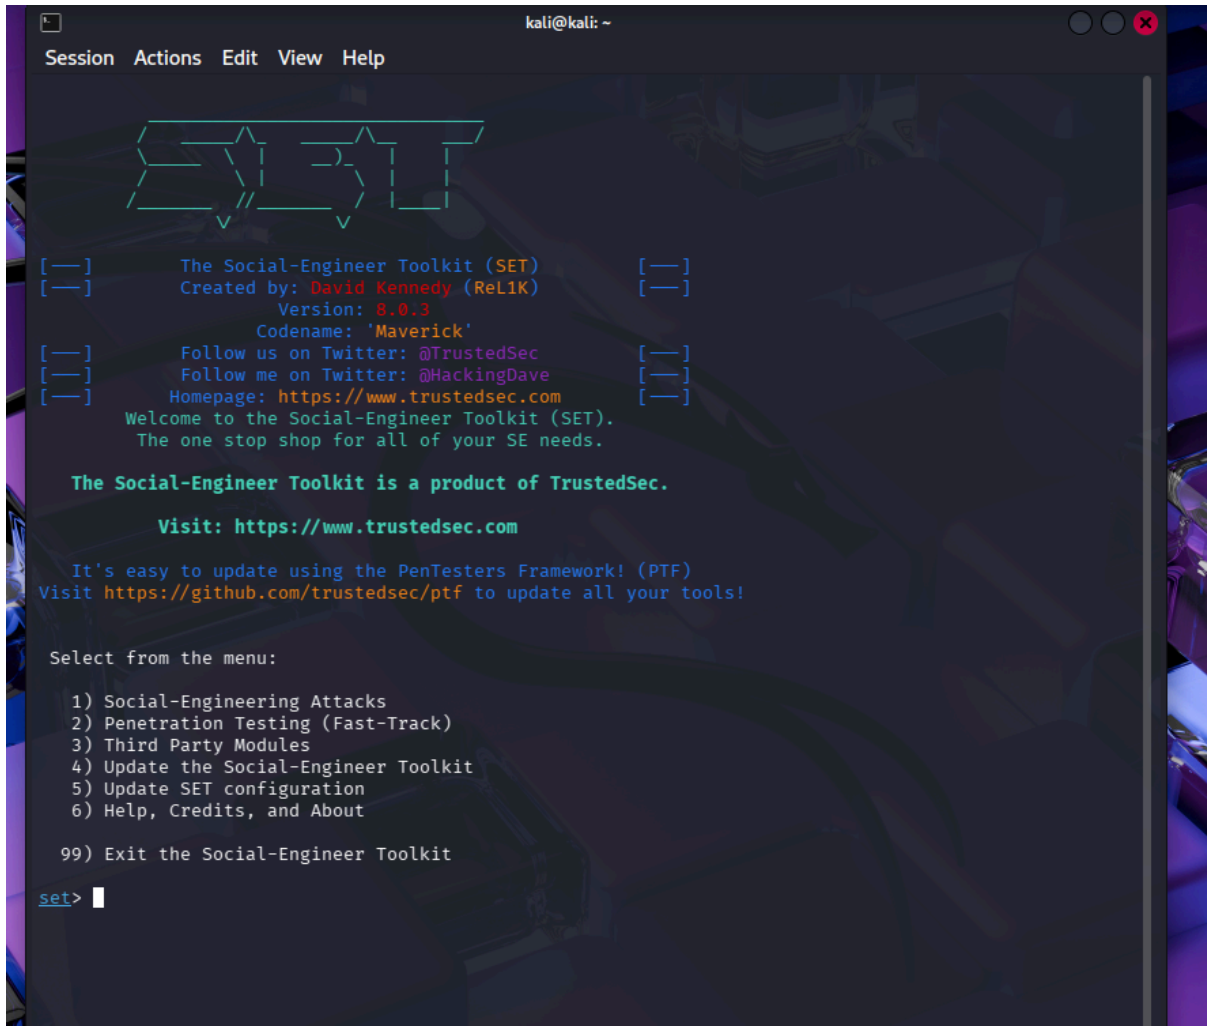 kali@kali: ~
Session Actions Edit View Help
SET
[---] The Social-Engineer Toolkit (SET) [---]
[---] Created by: David Kennedy (ReL1K) [---]
Version: 8.0.3
Codename: 'Maverick'
[---] Follow us on Twitter: @TrustedSec [---]
[---] Follow me on Twitter: @HackingDave [---]
[---] Homepage: https://www.trustedsec.com [---]
Welcome to the Social-Engineer Toolkit (SET).
The one stop shop for all of your SE needs.
The Social-Engineer Toolkit is a product of TrustedSec.
Visit: https://www.trustedsec.com
It's easy to update using the PenTesters Framework! (PTF)
Visit https://github.com/trustedsec/ptf to update all your tools!
Select from the menu:
1) Social-Engineering Attacks
2) Penetration Testing (Fast-Track)
3) Third Party Modules
4) Update the Social-Engineer Toolkit
5) Update SET configuration
6) Help, Credits, and About
99) Exit the Social-Engineer Toolkit
set>